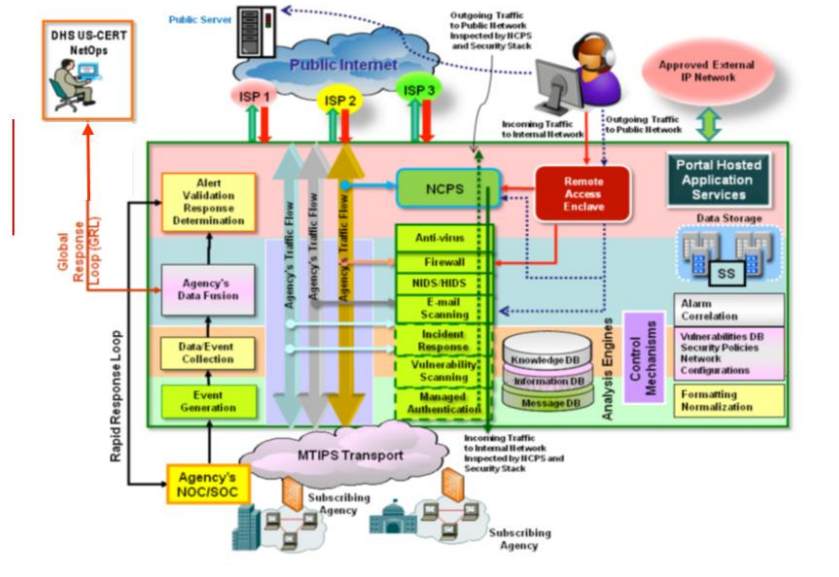 Public Server
DHS US-CERT
NetOps
Public Internet
ISP 1
ISP 2
ISP 3
Outgoing Traffic
to Public Network
Inspected by NCPS
and Security Stack
Incoming Traffic
to Internal Network
Outgoing Traffic
to Public Network
Approved External
IP Network
Global
Response
Loop (GRL)
Rapid Response Loop
Alert
Validation
Response
Determination
Agency's
Data Fusion
Data/Event
Collection
Event
Generation
Agency's
NOC/SOC
Agency's Traffic Flow
Agency's Traffic Flow
Agency's Traffic Flow
NCPS
Anti-virus
Firewall
NIDS/HIDS
E-mail
Scanning
Incident
Response
Vulnerability
Scanning
Managed
Authentication
Remote
Access
Enclave
Portal Hosted
Application
Services
Data Storage
SS
Knowledge DB
Information DB
Message DB
Analysis Engines
Control
Mechanisms
Alarm
Correlation
Vulnerabilities DB
Security Policies
Network
Configurations
Formatting
Normalization
MTIPS Transport
Incoming Traffic
to Internal Network
Inspected by NCPS and
Security Stack
Subscribing
Agency
Subscribing
Agency